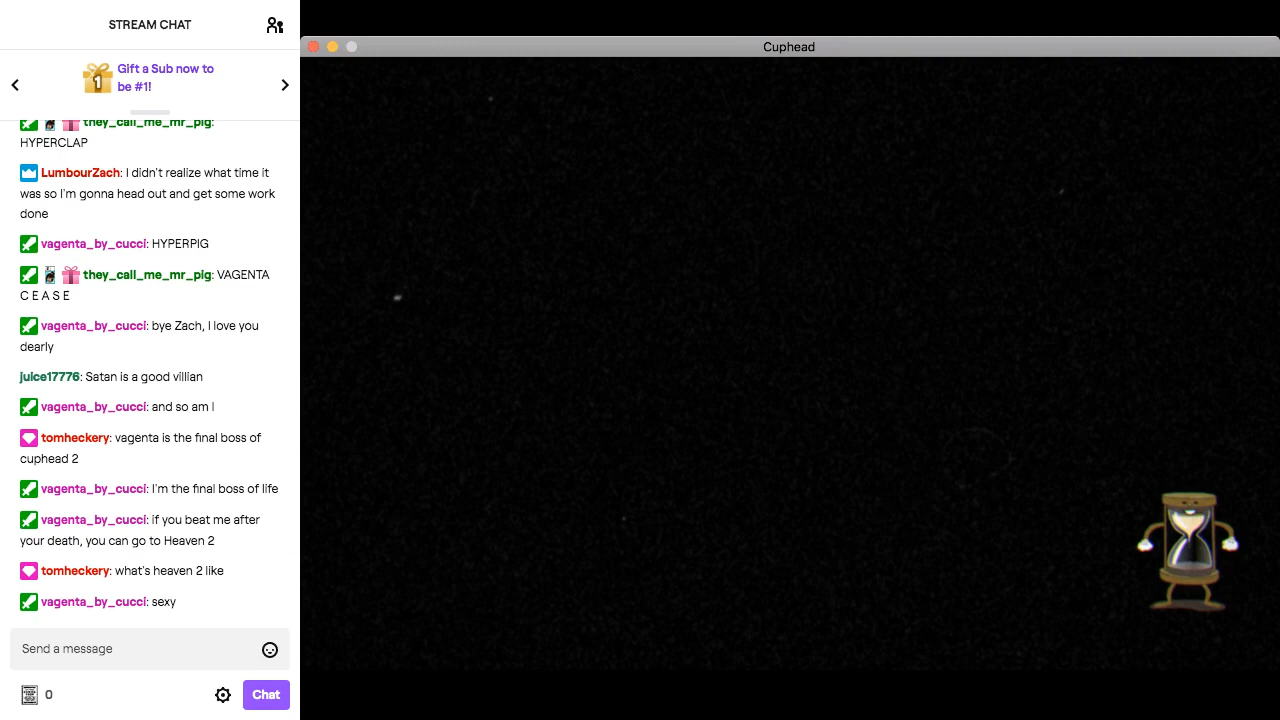 STREAM CHAT
Cuphead
1
Gift a Sub now to
be #1!
they_call_me_mr_pig:
HYPERCLAP
LumbourZach: I didn't realize what time it
was so I'm gonna head out and get some work
done
vagenta_by_cucci: HYPERPIG
they_call_me_mr_pig: VAGENTA
C E A S E
vagenta_by_cucci: bye Zach, I love you
dearly
juice17776: Satan is a good villian
vagenta_by_cucci: and so am I
tomheckery: vagenta is the final boss of
cuphead 2
vagenta_by_cucci: I'm the final boss of life
vagenta_by_cucci: if you beat me after
your death, you can go to Heaven 2
tomheckery: what's heaven 2 like
vagenta_by_cucci: sexy
Send a message
0
Chat